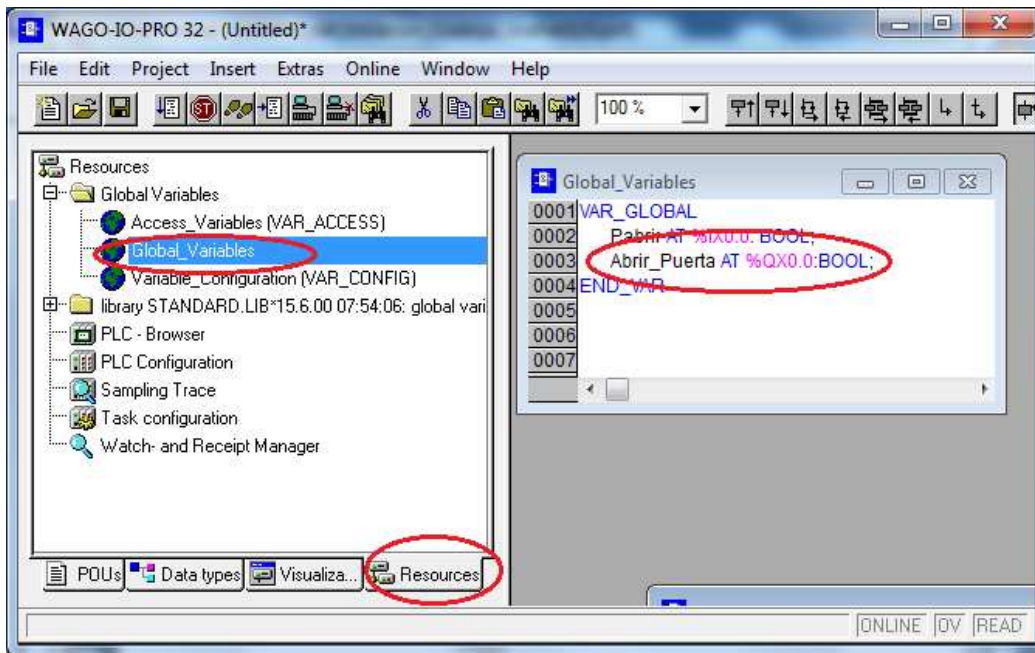 WAGO-IO-PRO 32 - (Untitled)*
File Edit Project Insert Extras Online Window Help
ST 100 %
Resources
Global Variables
Access_Variables (VAR_ACCESS)
Global_Variables
Variable_Configuration (VAR_CONFIG)
library STANDARD.LIB*15.6.00 07:54:06: global vari
PLC - Browser
PLC Configuration
Sampling Trace
Task configuration
Watch- and Receipt Manager
POUs Data types Visualiza... Resources
Global_Variables
0001 VAR_GLOBAL
0002 Pabrir AT %IX0.0: BOOL;
0003 Abrir_Puerta AT %QX0.0:BOOL;
0004 END_VAR
0005
0006
0007
ONLINE OV READ